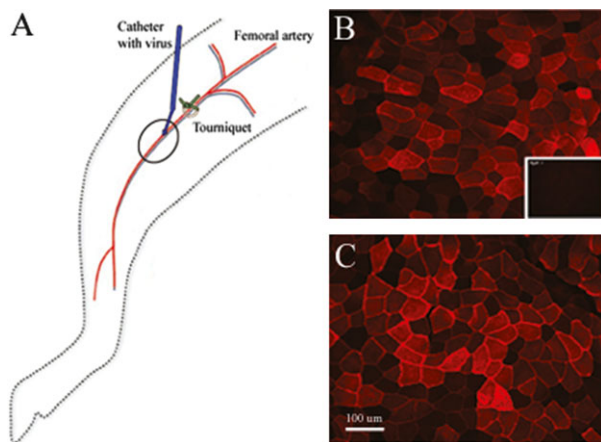 A
Catheter
with virus
Femoral artery
Tourniquet
B
C
100 um